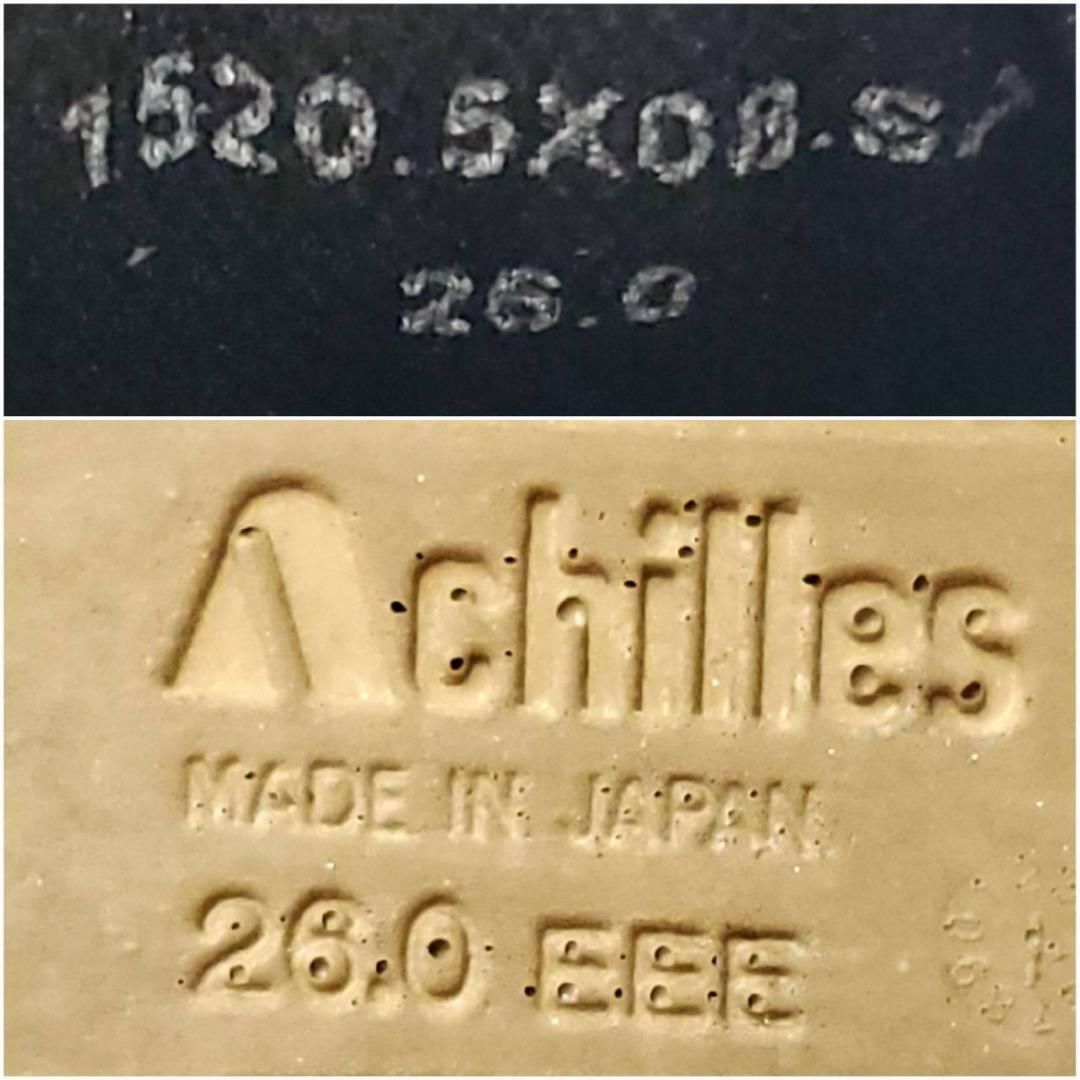 1520.5X08.S/
26.0
Achilles
MADE IN JAPAN
26.0 EEE